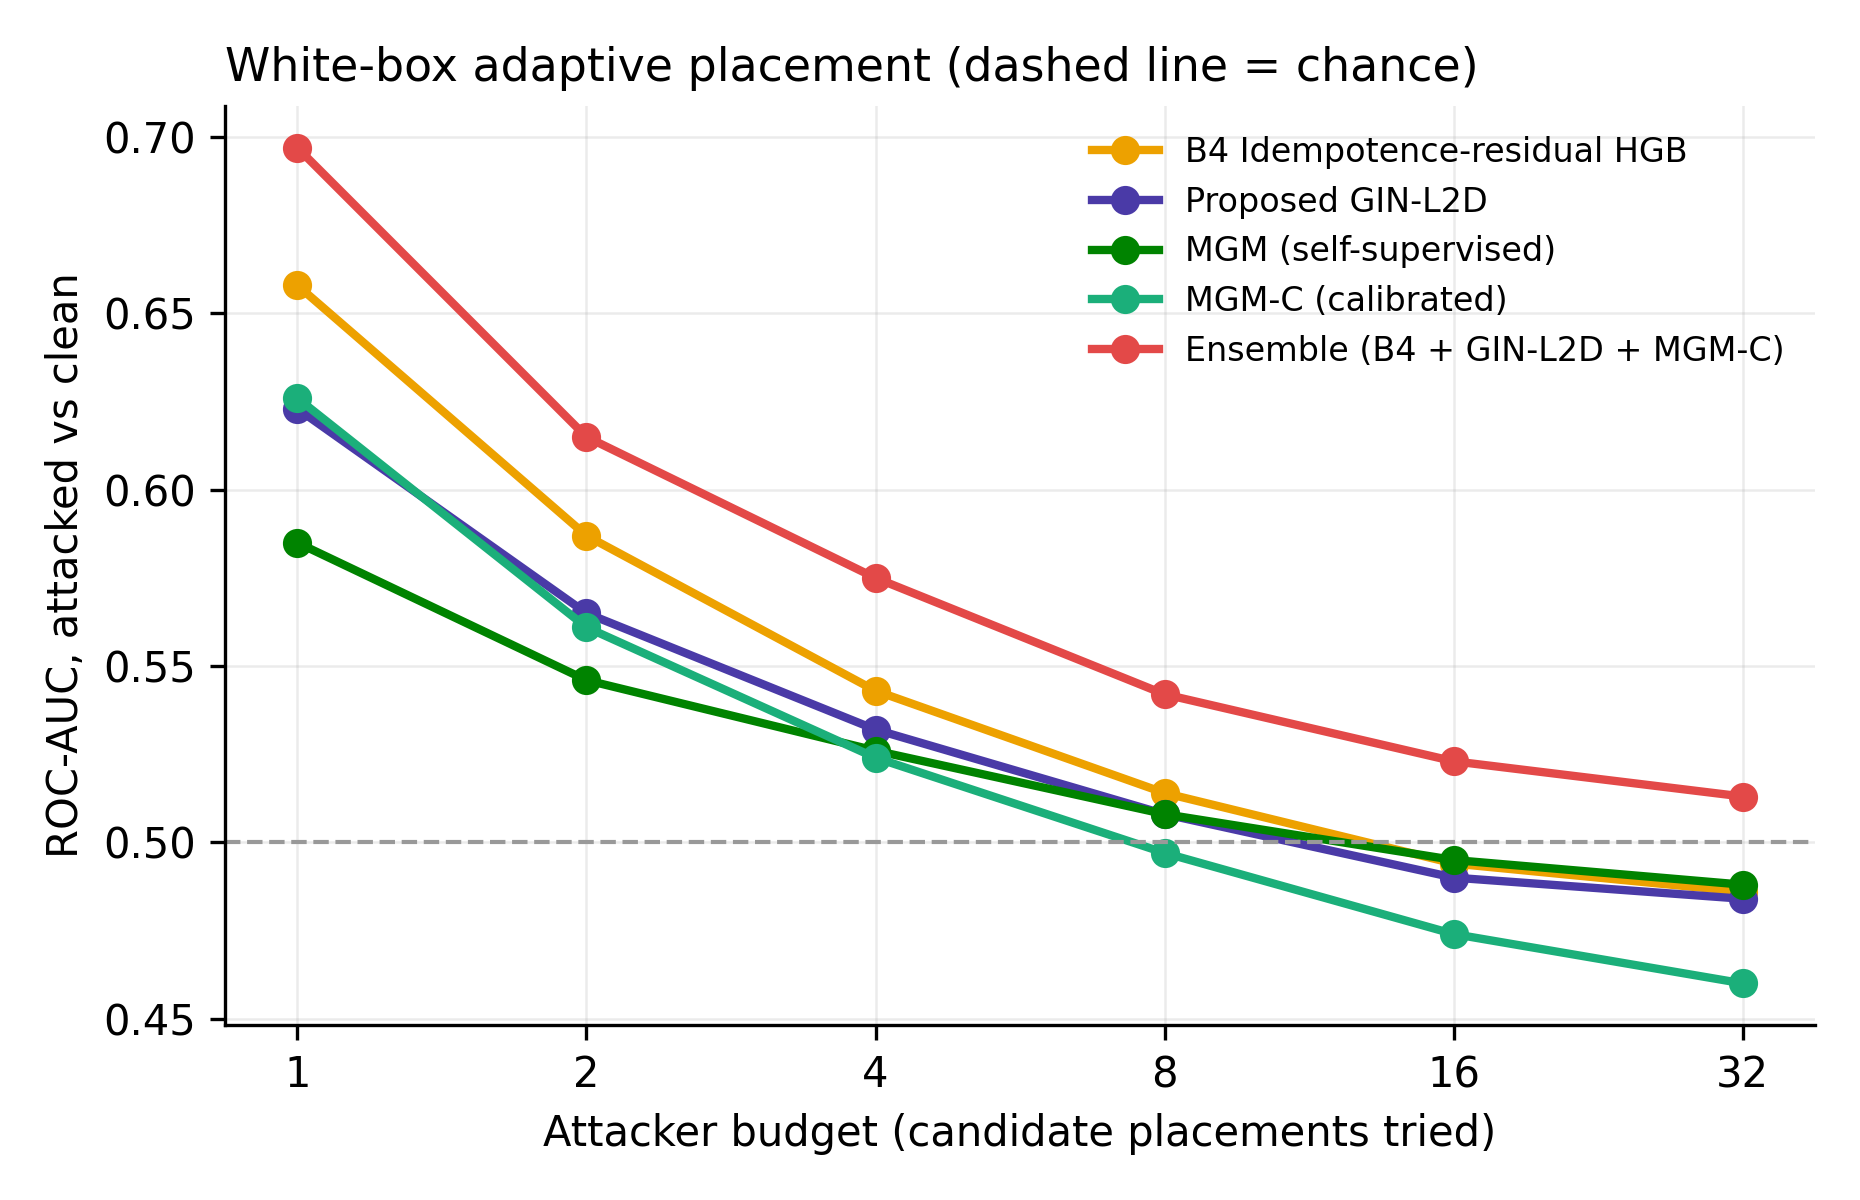 White-box adaptive placement (dashed line = chance)
B4 Idempotence-residual HGB
Proposed GIN-L2D
MGM (self-supervised)
MGM-C (calibrated)
Ensemble (B4 + GIN-L2D + MGM-C)
ROC-AUC, attacked vs clean
0.70
0.65
0.60
0.55
0.50
0.45
1 2 4 8 16 32
Attacker budget (candidate placements tried)